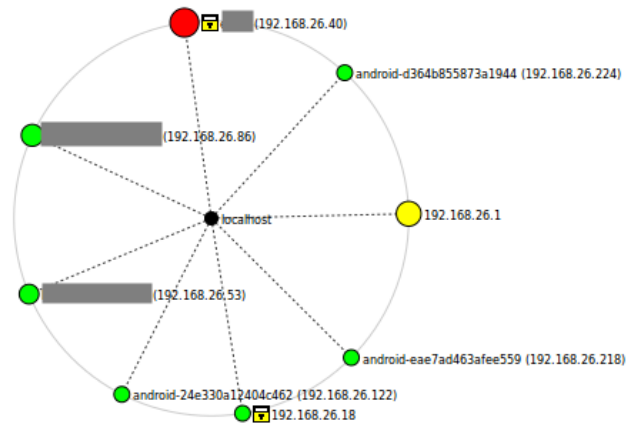 (192.168.26.40)
android-d364b855873a1944 (192.168.26.224)
(192.168.26.86)
192.168.26.1
localhost
(192.168.26.53)
android-eae7ad463afee559 (192.168.26.218)
android-24e330a12404c462 (192.168.26.122)
192.168.26.18